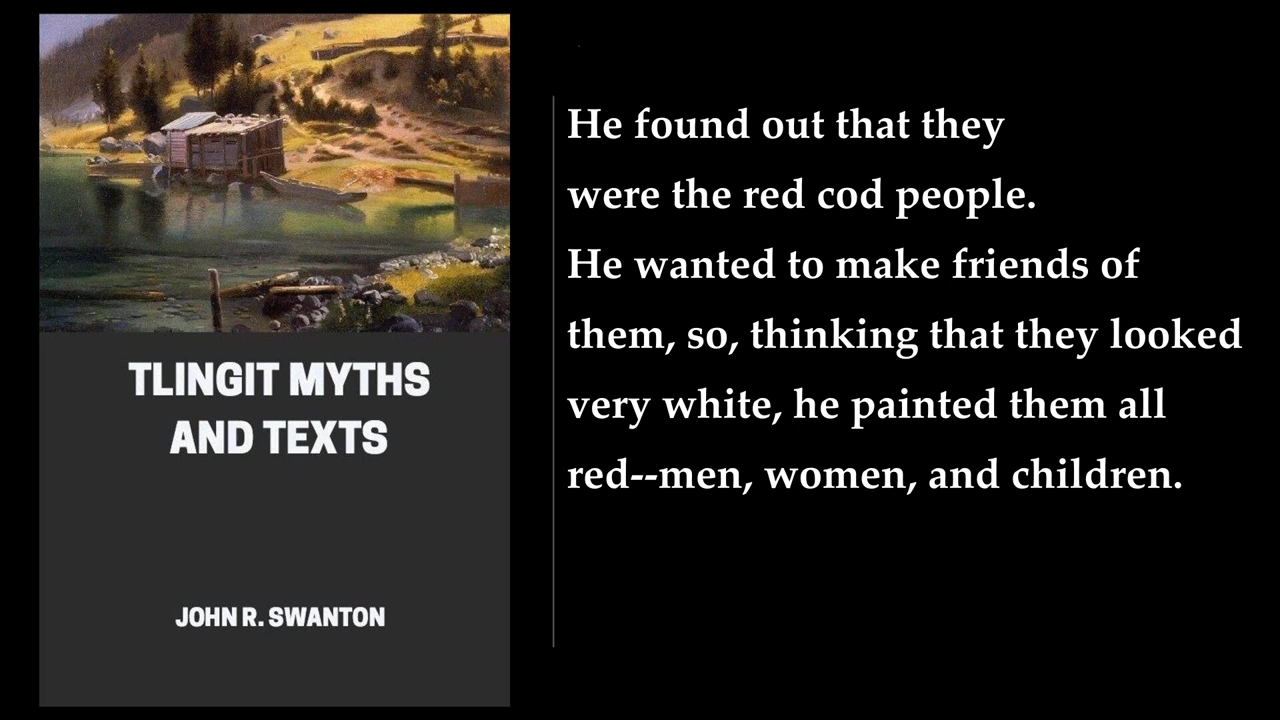 TLINGIT MYTHS
AND TEXTS
JOHN R. SWANTON
He found out that they
were the red cod people.
He wanted to make friends of
them, so, thinking that they looked
very white, he painted them all
red--men, women, and children.